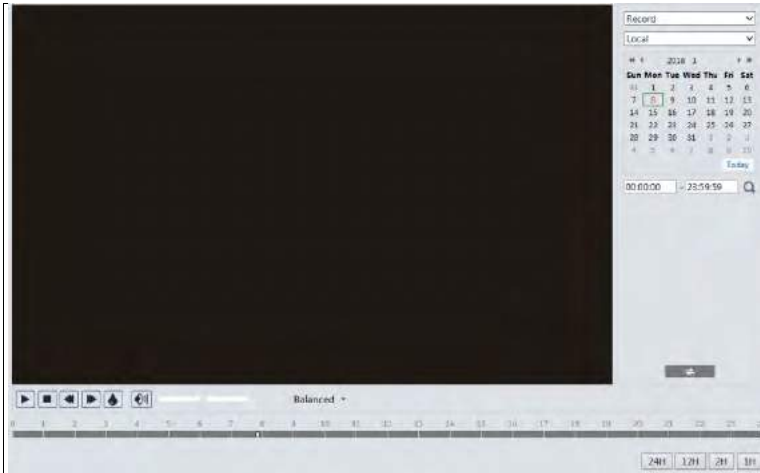 Record
Local
2018 1
Sun Mon Tue Wed Thu Fri Sat
31 1 2 3 4 5 6
7 8 9 10 11 12 13
14 15 16 17 18 19 20
21 22 23 24 25 26 27
28 29 30 31 1 2 3
4 5 6 7 8 9 10
Today
00:00:00 - 23:59:59
Balanced
0 1 2 3 4 5 6 7 8 9 10 11 12 13 14 15 16 17 18 19 20 21 22 23
24H 12H 2H 1H